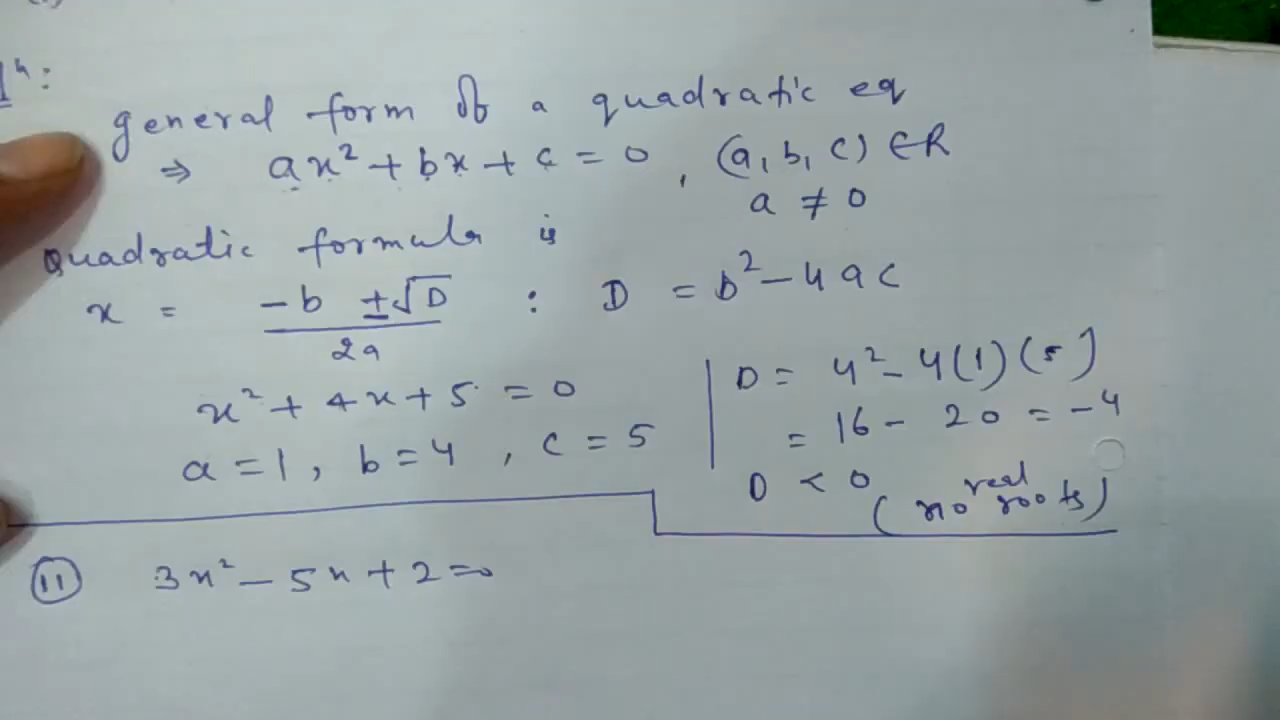 general form of a quadratic eq
⇒ ax² + bx + c = 0 , (a, b, c) ∈ R
a ≠ 0
Quadratic formula is
x = (-b ± √D) / 2a : D = b² - 4ac
x² + 4x + 5 = 0
a = 1, b = 4, c = 5
D = 4² - 4(1)(5)
= 16 - 20 = -4
D < 0 (no real roots)
(11) 3x² - 5x + 2 = 0